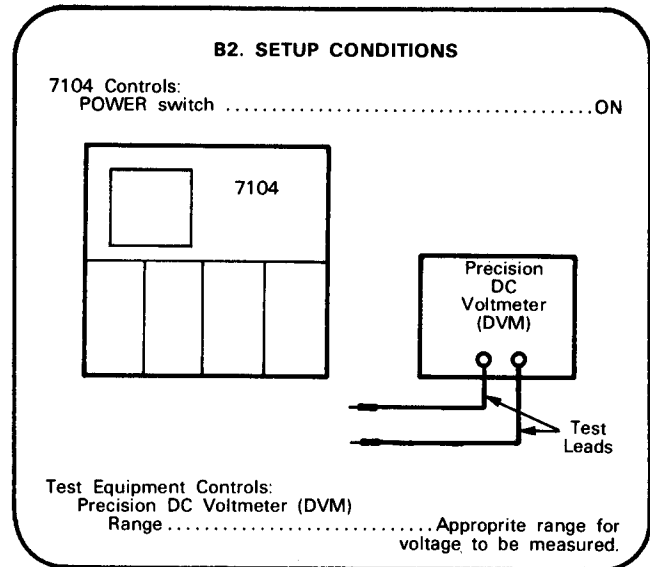 B2. SETUP CONDITIONS
7104 Controls:
POWER switch ........................................ON
7104
Precision
DC
Voltmeter
(DVM)
Test
Leads
Test Equipment Controls:
Precision DC Voltmeter (DVM)
Range.............................Approprite range for
voltage to be measured.